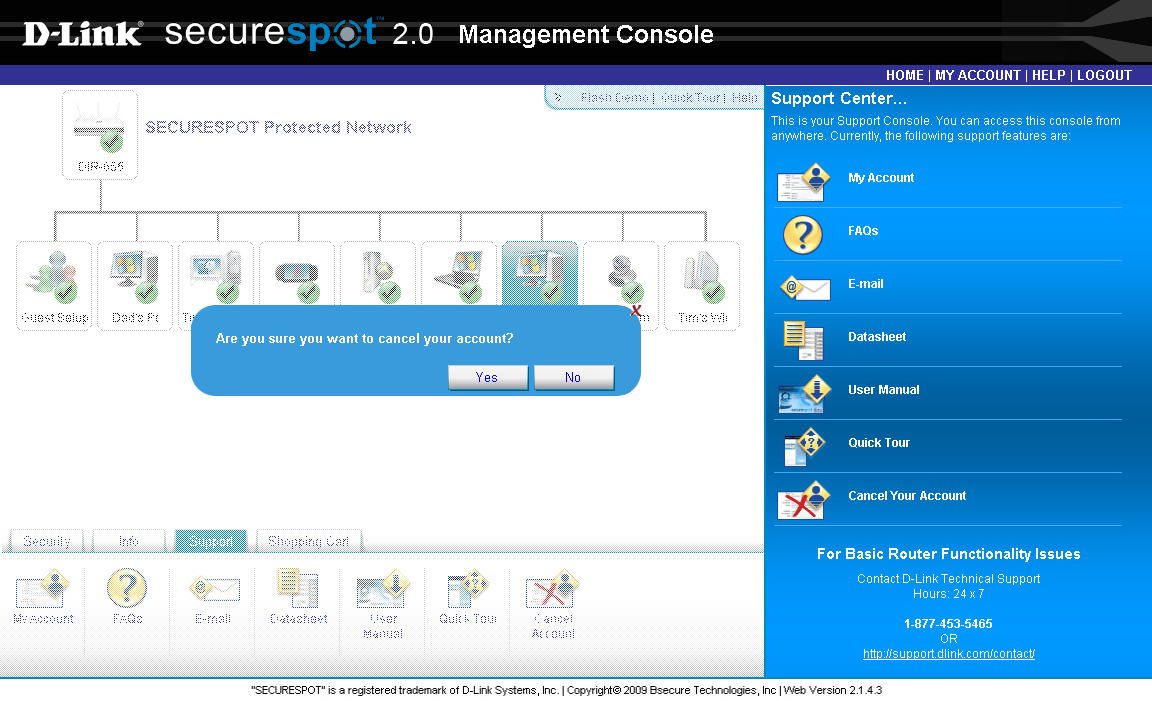 D-Link® securespot™ 2.0 Management Console
HOME | MY ACCOUNT | HELP | LOGOUT
Flash Demo | Quick Tour | Help
SECURESPOT Protected Network
DIR-655
Guest Setup
Dad's Pc
Tim's Wii
Are you sure you want to cancel your account?
X
Yes
No
Security
Info
Support
Shopping Cart
My Account
FAQs
E-mail
Datasheet
User
Manual
Quick Tour
Cancel
Account
Support Center...
This is your Support Console. You can access this console from
anywhere. Currently, the following support features are:
My Account
FAQs
E-mail
Datasheet
User Manual
Quick Tour
Cancel Your Account
For Basic Router Functionality Issues
Contact D-Link Technical Support
Hours: 24 x 7
1-877-453-5465
OR
http://support.dlink.com/contact/
"SECURESPOT" is a registered trademark of D-Link Systems, Inc. | Copyright© 2009 Bsecure Technologies, Inc | Web Version 2.1.4.3